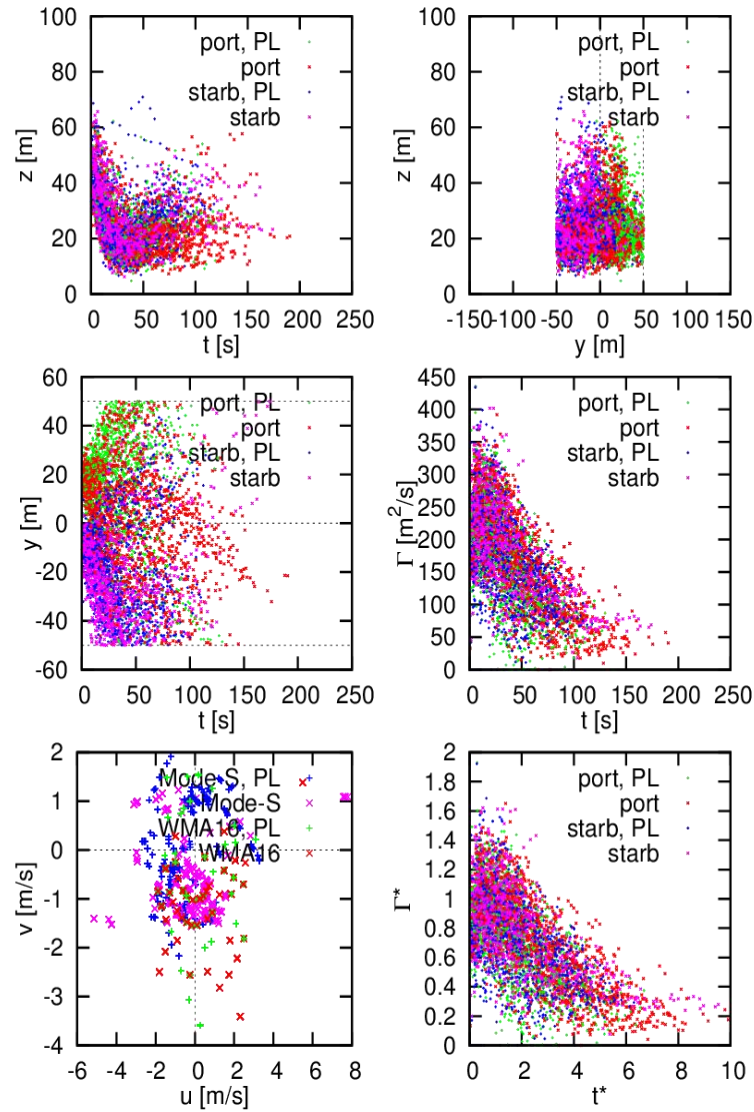 100
80
60
40
20
0
z [m]
0 50 100 150 200 250
t [s]
port, PL
port
starb, PL
starb
100
80
60
40
20
0
z [m]
-150 -100 -50 0 50 100 150
y [m]
port, PL
port
starb, PL
starb
60
40
20
0
-20
-40
-60
y [m]
0 50 100 150 200 250
t [s]
port, PL
port
starb, PL
starb
450
400
350
300
250
200
150
100
50
0
Γ [m²/s]
0 50 100 150 200 250
t [s]
port, PL
port
starb, PL
starb
2
1
0
-1
-2
-3
-4
v [m/s]
-6 -4 -2 0 2 4 6 8
u [m/s]
Mode-S, PL
Mode-S
WMA16, PL
WMA16
2
1.8
1.6
1.4
1.2
1
0.8
0.6
0.4
0.2
0
Γ*
0 2 4 6 8 10
t*
port, PL
port
starb, PL
starb